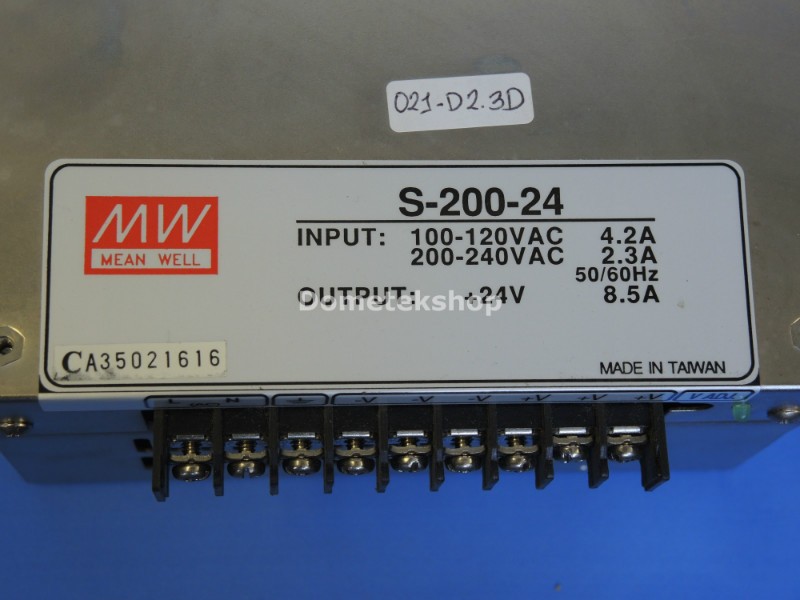 021-D2.3D
MW
MEAN WELL
S-200-24
INPUT: 100-120VAC 4.2A
200-240VAC 2.3A
50/60Hz
OUTPUT: +24V 8.5A
Dometekshop
CA35021616
MADE IN TAIWAN
L N -V -V -V +V +V +V V ADJ.